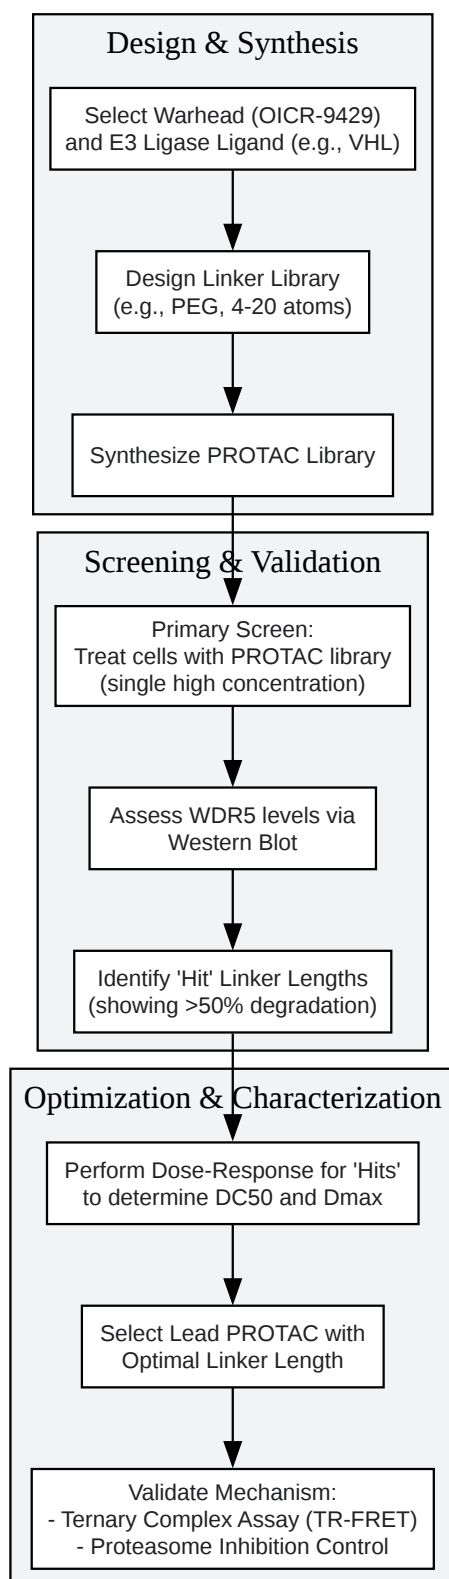 Design & Synthesis
Select Warhead (OICR-9429)
and E3 Ligase Ligand (e.g., VHL)
Design Linker Library
(e.g., PEG, 4-20 atoms)
Synthesize PROTAC Library
Screening & Validation
Primary Screen:
Treat cells with PROTAC library
(single high concentration)
Assess WDR5 levels via
Western Blot
Identify 'Hit' Linker Lengths
(showing >50% degradation)
Optimization & Characterization
Perform Dose-Response for 'Hits'
to determine DC50 and Dmax
Select Lead PROTAC with
Optimal Linker Length
Validate Mechanism:
- Ternary Complex Assay (TR-FRET)
- Proteasome Inhibition Control